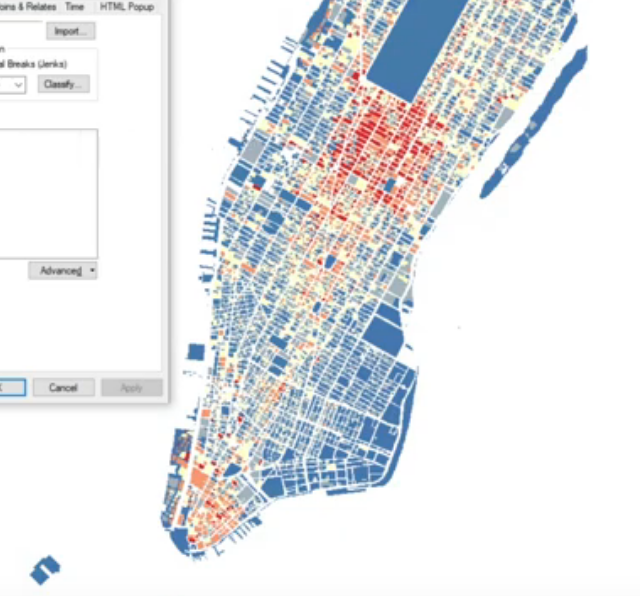 oins & Relates Time HTML Popup
Import...
al Breaks (Jenks)
Classify...
Advanced
Cancel
Apply